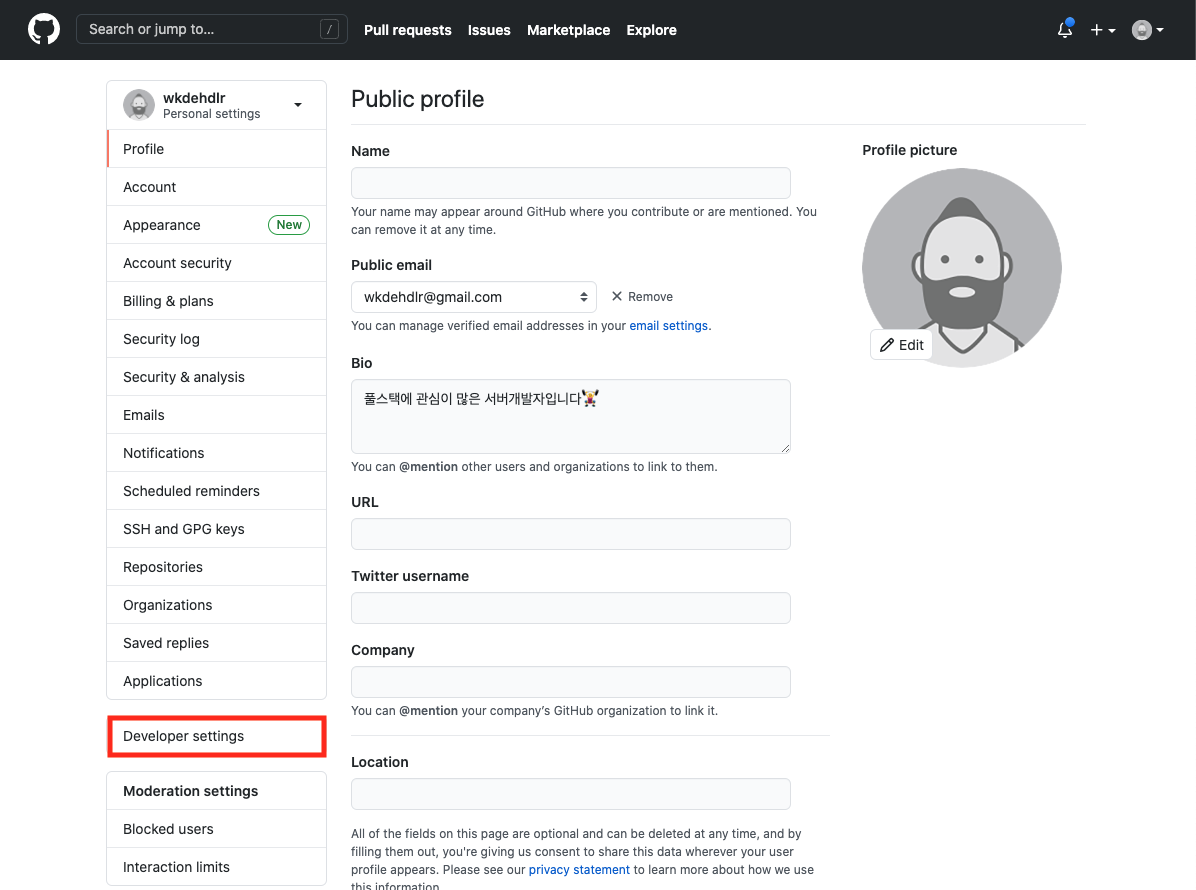 Search or jump to...
/
Pull requests
Issues
Marketplace
Explore
wkdehdlr
Personal settings
Profile
Account
Appearance
New
Account security
Billing & plans
Security log
Security & analysis
Emails
Notifications
Scheduled reminders
SSH and GPG keys
Repositories
Organizations
Saved replies
Applications
Developer settings
Moderation settings
Blocked users
Interaction limits
Public profile
Name
Your name may appear around GitHub where you contribute or are mentioned. You
can remove it at any time.
Public email
wkdehdlr@gmail.com
Remove
You can manage verified email addresses in your email settings.
Bio
풀스택에 관심이 많은 서버개발자입니다🏋️‍♀️
You can @mention other users and organizations to link to them.
URL
Twitter username
Company
You can @mention your company's GitHub organization to link it.
Location
All of the fields on this page are optional and can be deleted at any time, and by
filling them out, you're giving us consent to share this data wherever your user
profile appears. Please see our privacy statement to learn more about how we use
this information.
Profile picture
Edit